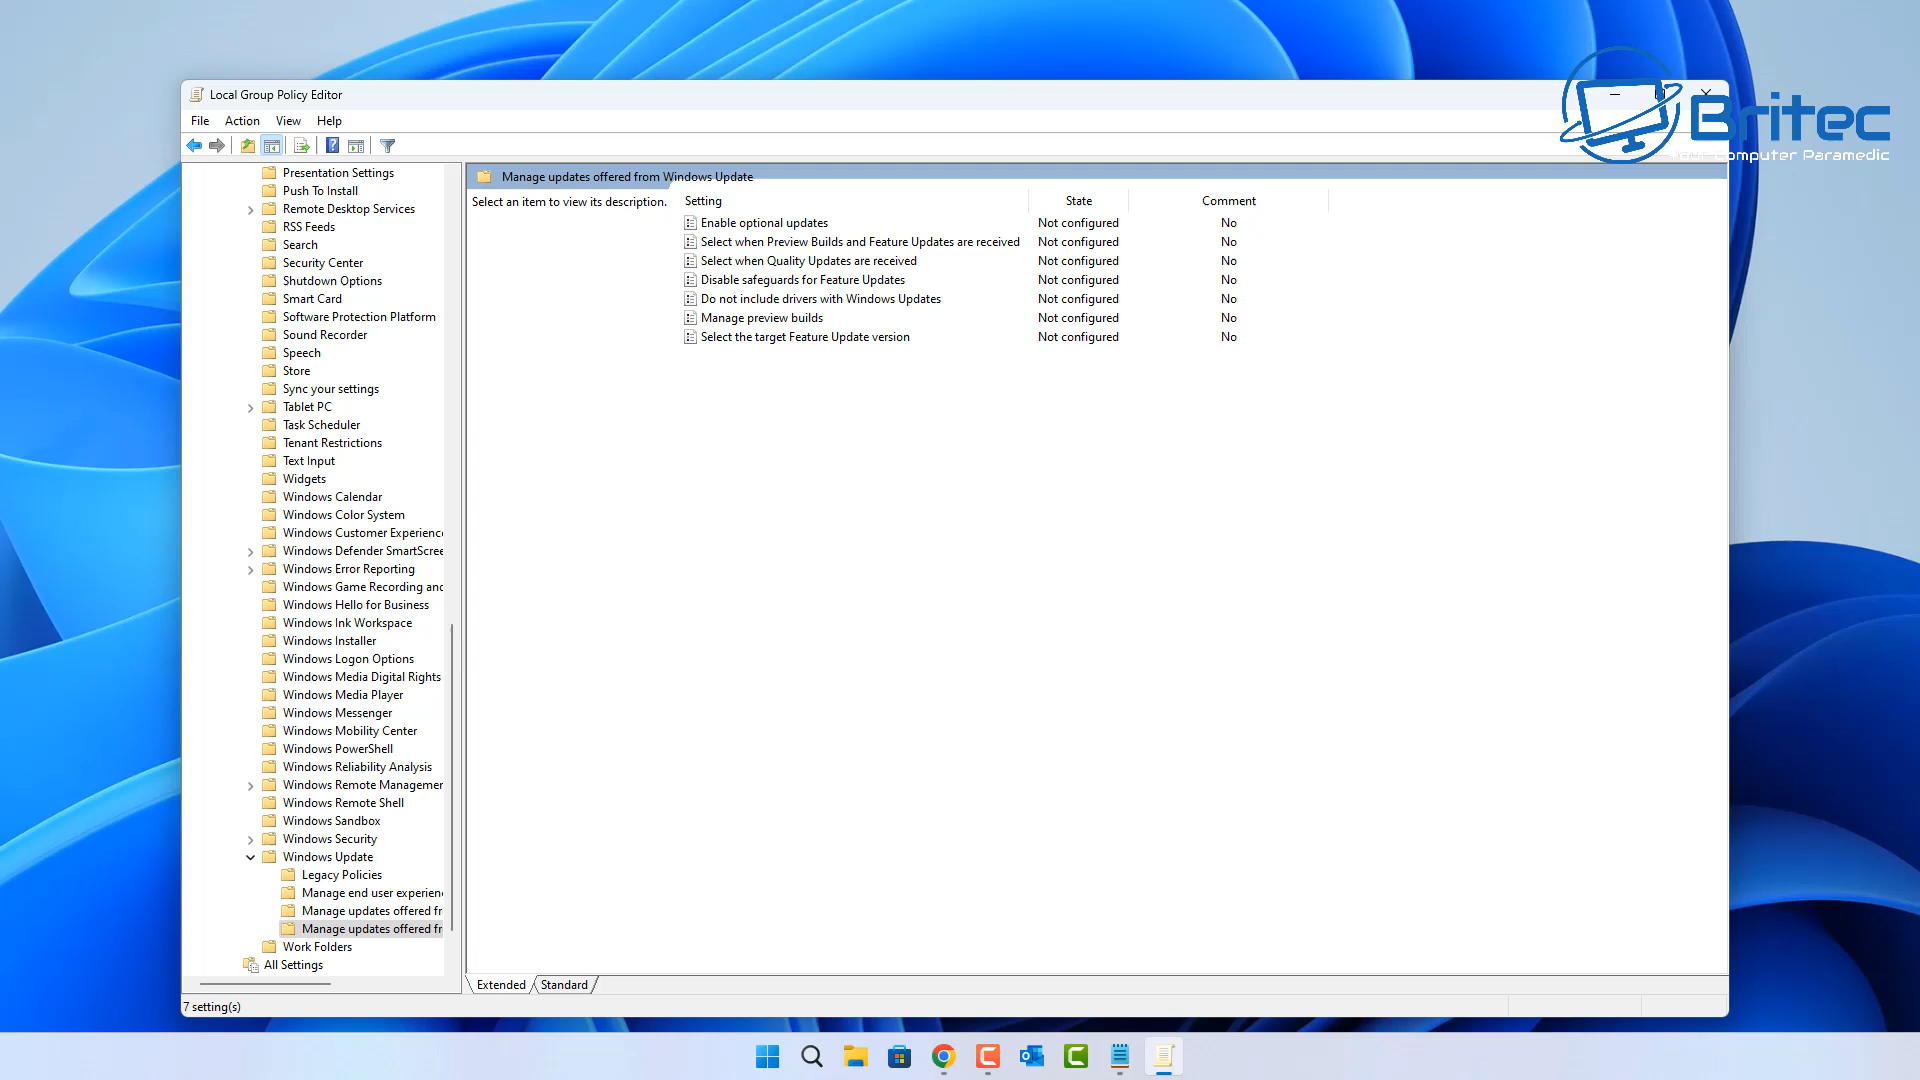 Local Group Policy Editor
Britec
Your Computer Paramedic
File Action View Help
Presentation Settings
Push To Install
Remote Desktop Services
RSS Feeds
Search
Security Center
Shutdown Options
Smart Card
Software Protection Platform
Sound Recorder
Speech
Store
Sync your settings
Tablet PC
Task Scheduler
Tenant Restrictions
Text Input
Widgets
Windows Calendar
Windows Color System
Windows Customer Experienc
Windows Defender SmartScree
Windows Error Reporting
Windows Game Recording and
Windows Hello for Business
Windows Ink Workspace
Windows Installer
Windows Logon Options
Windows Media Digital Rights
Windows Media Player
Windows Messenger
Windows Mobility Center
Windows PowerShell
Windows Reliability Analysis
Windows Remote Managemer
Windows Remote Shell
Windows Sandbox
Windows Security
Windows Update
Legacy Policies
Manage end user experien
Manage updates offered fr
Manage updates offered fr
Work Folders
All Settings
Manage updates offered from Windows Update
Select an item to view its description.
Setting State Comment
Enable optional updates Not configured No
Select when Preview Builds and Feature Updates are received Not configured No
Select when Quality Updates are received Not configured No
Disable safeguards for Feature Updates Not configured No
Do not include drivers with Windows Updates Not configured No
Manage preview builds Not configured No
Select the target Feature Update version Not configured No
Extended Standard
7 setting(s)